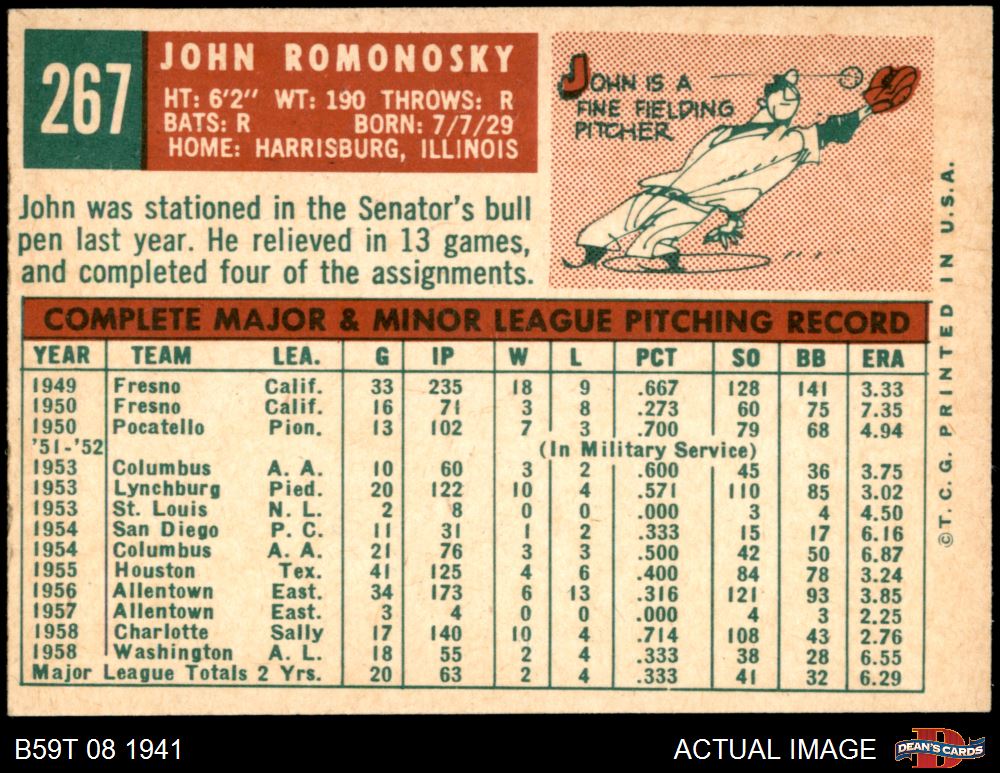 267
JOHN ROMONOSKY
HT: 6'2" WT: 190 THROWS: R
BATS: R BORN: 7/7/29
HOME: HARRISBURG, ILLINOIS
JOHN IS A
FINE FIELDING
PITCHER
John was stationed in the Senator's bull
pen last year. He relieved in 13 games,
and completed four of the assignments.
COMPLETE MAJOR & MINOR LEAGUE PITCHING RECORD
YEAR TEAM LEA. G IP W L PCT SO BB ERA
1949 Fresno Calif. 33 235 18 9 .667 128 141 3.33
1950 Fresno Calif. 16 71 3 8 .273 60 75 7.35
1950 Pocatello Pion. 13 102 7 3 .700 79 68 4.94
'51-'52 (In Military Service)
1953 Columbus A. A. 10 60 3 2 .600 45 36 3.75
1953 Lynchburg Pied. 20 122 10 4 .571 110 85 3.02
1953 St. Louis N. L. 2 8 0 0 .000 3 4 4.50
1954 San Diego P. C. 11 31 1 2 .333 15 17 6.16
1954 Columbus A. A. 21 76 3 3 .500 42 50 6.87
1955 Houston Tex. 41 125 4 6 .400 84 78 3.24
1956 Allentown East. 34 173 6 13 .316 121 93 3.85
1957 Allentown East. 3 4 0 0 .000 4 3 2.25
1958 Charlotte Sally 17 140 10 4 .714 108 43 2.76
1958 Washington A. L. 18 55 2 4 .333 38 28 6.55
Major League Totals 2 Yrs. 20 63 2 4 .333 41 32 6.29
© T. C. G. PRINTED IN U. S. A.
B59T 08 1941
ACTUAL IMAGE
D
DEAN'S CARDS